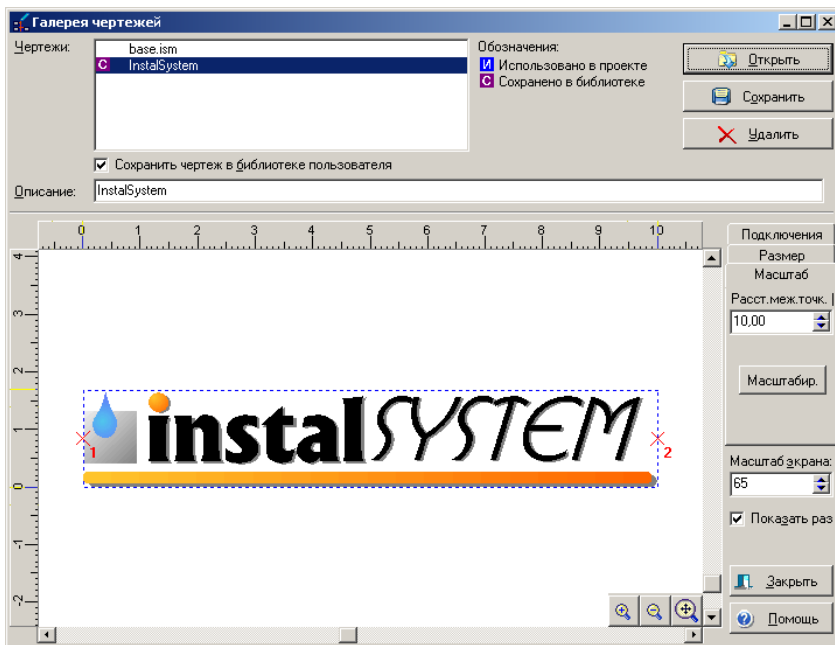 Галерея чертежей
Чертежи:
base.ism
С InstalSystem
Обозначения:
И Использовано в проекте
С Сохранено в библиотеке
Открыть
Сохранить
Удалить
Сохранить чертеж в библиотеке пользователя
Описание:
InstalSystem
0 1 2 3 4 5 6 7 8 9 10
4
3
2
1
0
-1
-2
instalSYSTEM
1
2
Подключения
Размер
Масштаб
Расст.меж.точк.
10,00
Масштабир.
Масштаб экрана:
65
Показать раз
Закрыть
Помощь